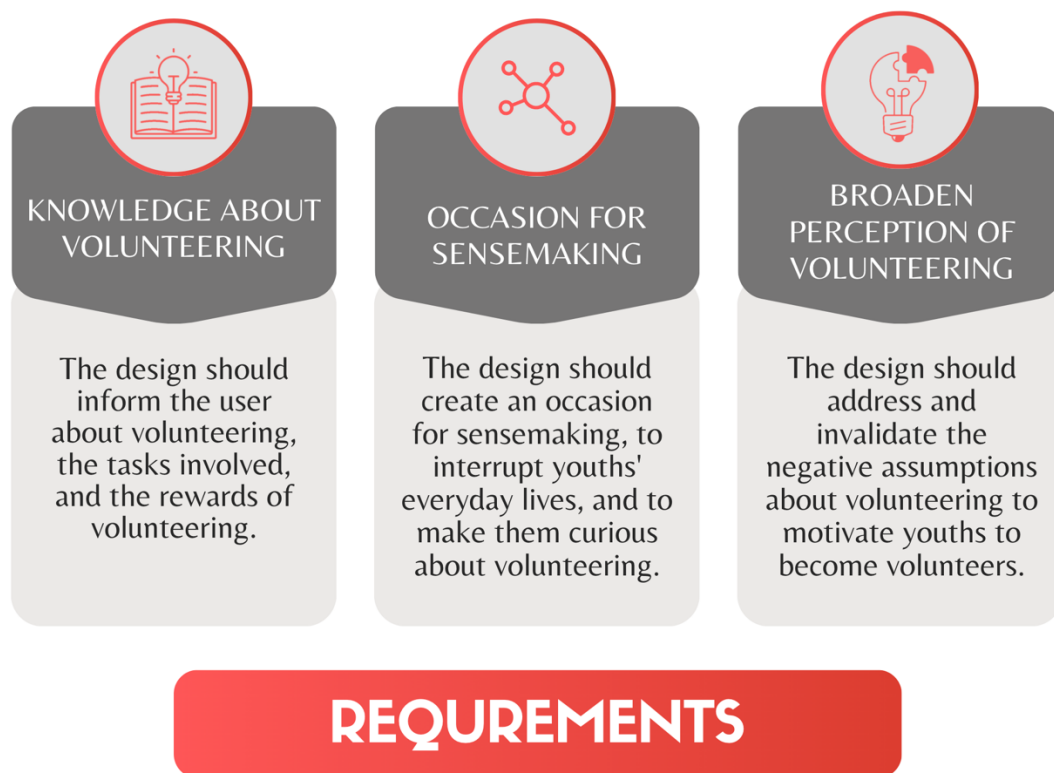 KNOWLEDGE ABOUT
VOLUNTEERING
The design should
inform the user
about volunteering,
the tasks involved,
and the rewards of
volunteering.
OCCASION FOR
SENSEMAKING
The design should
create an occasion
for sensemaking, to
interrupt youths'
everyday lives, and to
make them curious
about volunteering.
BROADEN
PERCEPTION OF
VOLUNTEERING
The design should
address and
invalidate the
negative assumptions
about volunteering to
motivate youths to
become volunteers.
REQUREMENTS